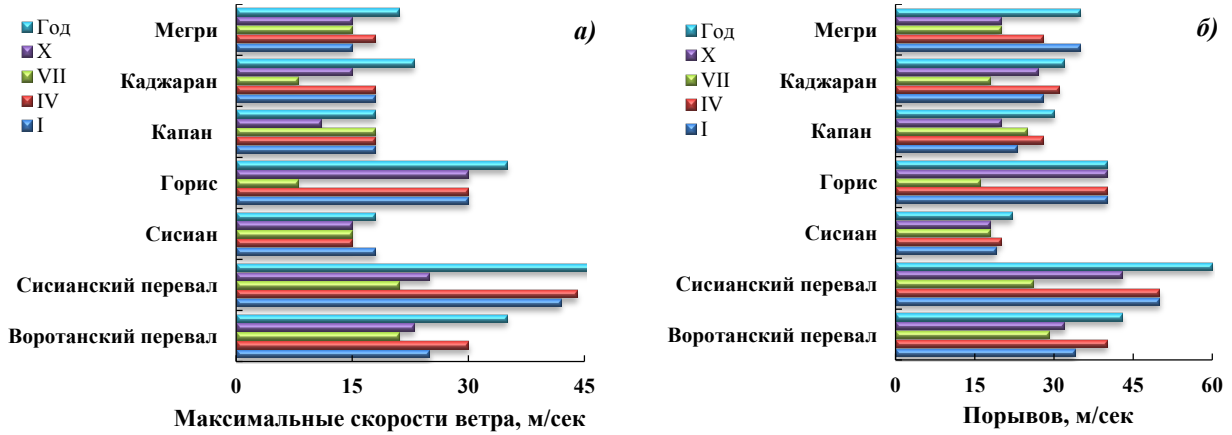 Год
X
VII
IV
I
Мегри
Каджаран
Капан
Горис
Сисиан
Сисианский перевал
Воротанский перевал
а)
0 15 30 45
Максимальные скорости ветра, м/сек
Год
X
VII
IV
I
Мегри
Каджаран
Капан
Горис
Сисиан
Сисианский перевал
Воротанский перевал
б)
0 15 30 45 60
Порывов, м/сек